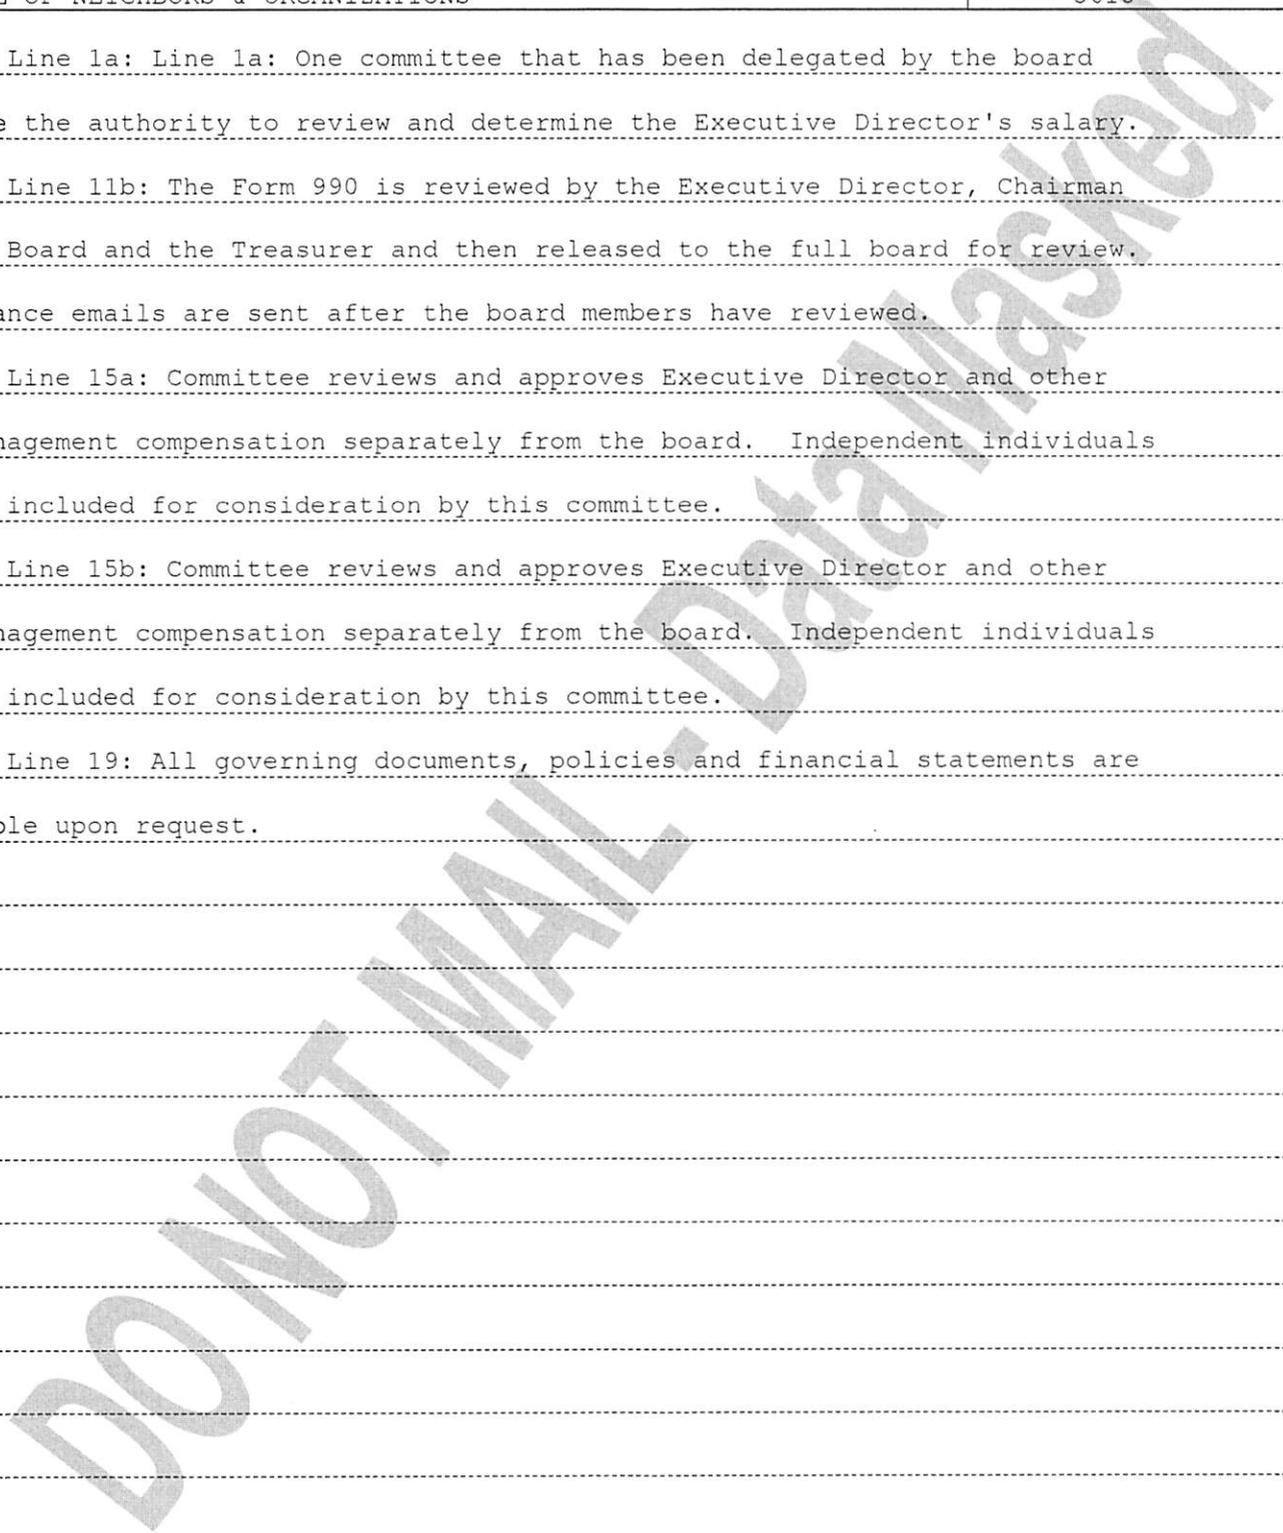 OF NEIGHBORS & ORGANIZATIONS
Line 1a: Line 1a: One committee that has been delegated by the board
e the authority to review and determine the Executive Director's salary.
Line 11b: The Form 990 is reviewed by the Executive Director, Chairman
Board and the Treasurer and then released to the full board for review.
ance emails are sent after the board members have reviewed.
Line 15a: Committee reviews and approves Executive Director and other
nagement compensation separately from the board.  Independent individuals
included for consideration by this committee.
Line 15b: Committee reviews and approves Executive Director and other
nagement compensation separately from the board.  Independent individuals
included for consideration by this committee.
Line 19: All governing documents, policies and financial statements are
ble upon request.
DO NOT MAIL - Data Masked